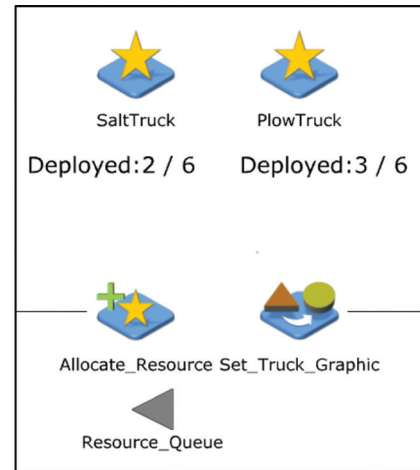 SaltTruck PlowTruck
Deployed:2 / 6 Deployed:3 / 6
Allocate_Resource Set_Truck_Graphic
Resource_Queue